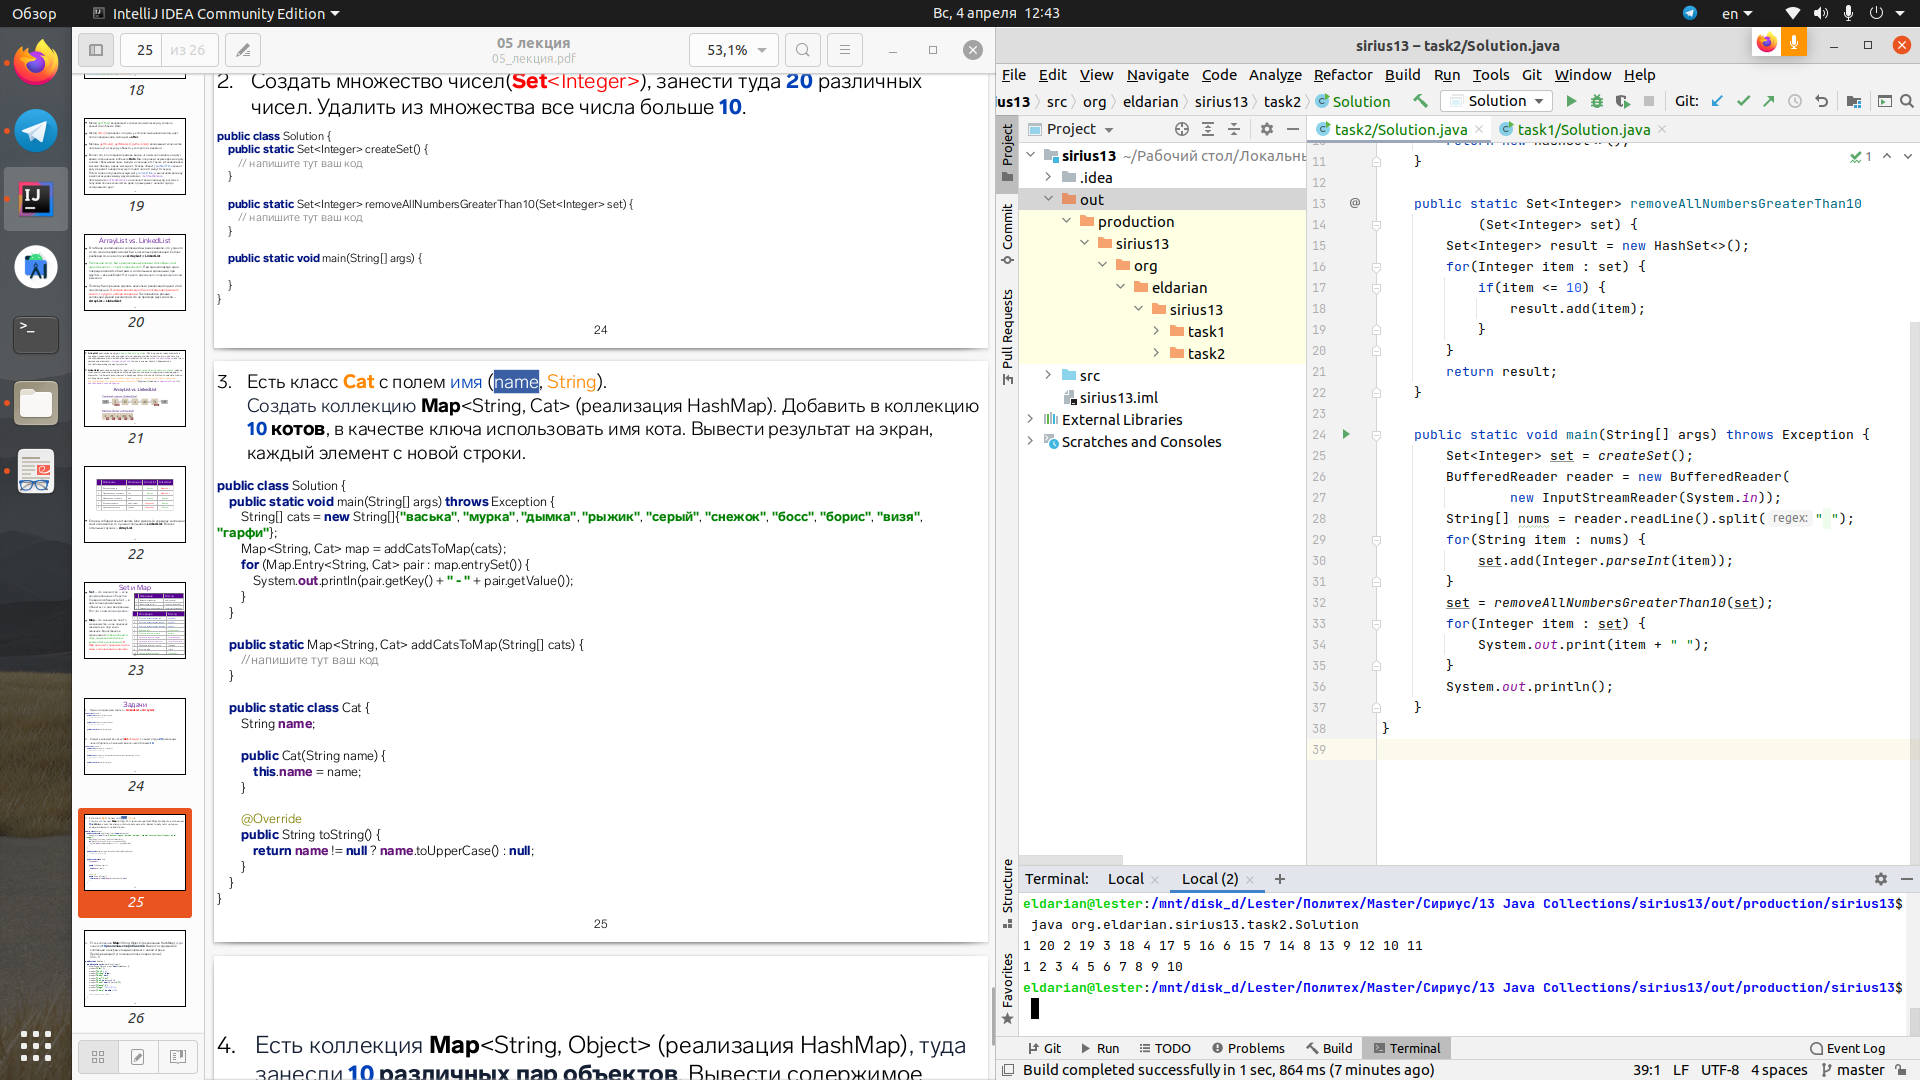 Обзор
IntelliJ IDEA Community Edition
Вс, 4 апреля 12:43
en
25
из 26
05 лекция
05_лекция.pdf
53,1%
18
19
ArrayList vs. LinkedList
20
21
22
Set и Map
23
Задачи
24
25
26
2. Создать множество чисел(Set<Integer>), занести туда 20 различных
чисел. Удалить из множества все числа больше 10.
public class Solution {
public static Set<Integer> createSet() {
// напишите тут ваш код
}
public static Set<Integer> removeAllNumbersGreaterThan10(Set<Integer> set) {
// напишите тут ваш код
}
public static void main(String[] args) {
}
}
24
3. Есть класс Cat с полем имя (name, String).
Создать коллекцию Map<String, Cat> (реализация HashMap). Добавить в коллекцию
10 котов, в качестве ключа использовать имя кота. Вывести результат на экран,
каждый элемент с новой строки.
public class Solution {
public static void main(String[] args) throws Exception {
String[] cats = new String[]{"васька", "мурка", "дымка", "рыжик", "серый", "снежок", "босс", "борис", "визя",
"гарфи"};
Map<String, Cat> map = addCatsToMap(cats);
for (Map.Entry<String, Cat> pair : map.entrySet()) {
System.out.println(pair.getKey() + " - " + pair.getValue());
}
}
public static Map<String, Cat> addCatsToMap(String[] cats) {
//напишите тут ваш код
}
public static class Cat {
String name;
public Cat(String name) {
this.name = name;
}
@Override
public String toString() {
return name != null ? name.toUpperCase() : null;
}
}
}
25
4. Есть коллекция Map<String, Object> (реализация HashMap), туда
занесли 10 различных пар объектов. Вывести содержимое
sirius13 – task2/Solution.java
File Edit View Navigate Code Analyze Refactor Build Run Tools Git Window Help
ius13 src org eldarian sirius13 task2 Solution
Solution
Git:
Project
task2/Solution.java
task1/Solution.java
Project
Commit
Pull Requests
Structure
Favorites
sirius13 ~/Рабочий стол/Локальны
.idea
out
production
sirius13
org
eldarian
sirius13
task1
task2
src
sirius13.iml
External Libraries
Scratches and Consoles
1
return new HashSet<>();
11 }
12
13 public static Set<Integer> removeAllNumbersGreaterThan10
14 (Set<Integer> set) {
15 Set<Integer> result = new HashSet<>();
16 for(Integer item : set) {
17 if(item <= 10) {
18 result.add(item);
19 }
20 }
21 return result;
22 }
23
24 public static void main(String[] args) throws Exception {
25 Set<Integer> set = createSet();
26 BufferedReader reader = new BufferedReader(
27 new InputStreamReader(System.in));
28 String[] nums = reader.readLine().split( regex: " ");
29 for(String item : nums) {
30 set.add(Integer.parseInt(item));
31 }
32 set = removeAllNumbersGreaterThan10(set);
33 for(Integer item : set) {
34 System.out.print(item + " ");
35 }
36 System.out.println();
37 }
38 }
39
Terminal: Local Local (2)
eldarian@lester:/mnt/disk_d/Lester/Политех/Master/Сириус/13 Java Collections/sirius13/out/production/sirius13$
java org.eldarian.sirius13.task2.Solution
1 20 2 19 3 18 4 17 5 16 6 15 7 14 8 13 9 12 10 11
1 2 3 4 5 6 7 8 9 10
eldarian@lester:/mnt/disk_d/Lester/Политех/Master/Сириус/13 Java Collections/sirius13/out/production/sirius13$
Git Run TODO Problems Build Terminal Event Log
Build completed successfully in 1 sec, 864 ms (7 minutes ago)
39:1 LF UTF-8 4 spaces master